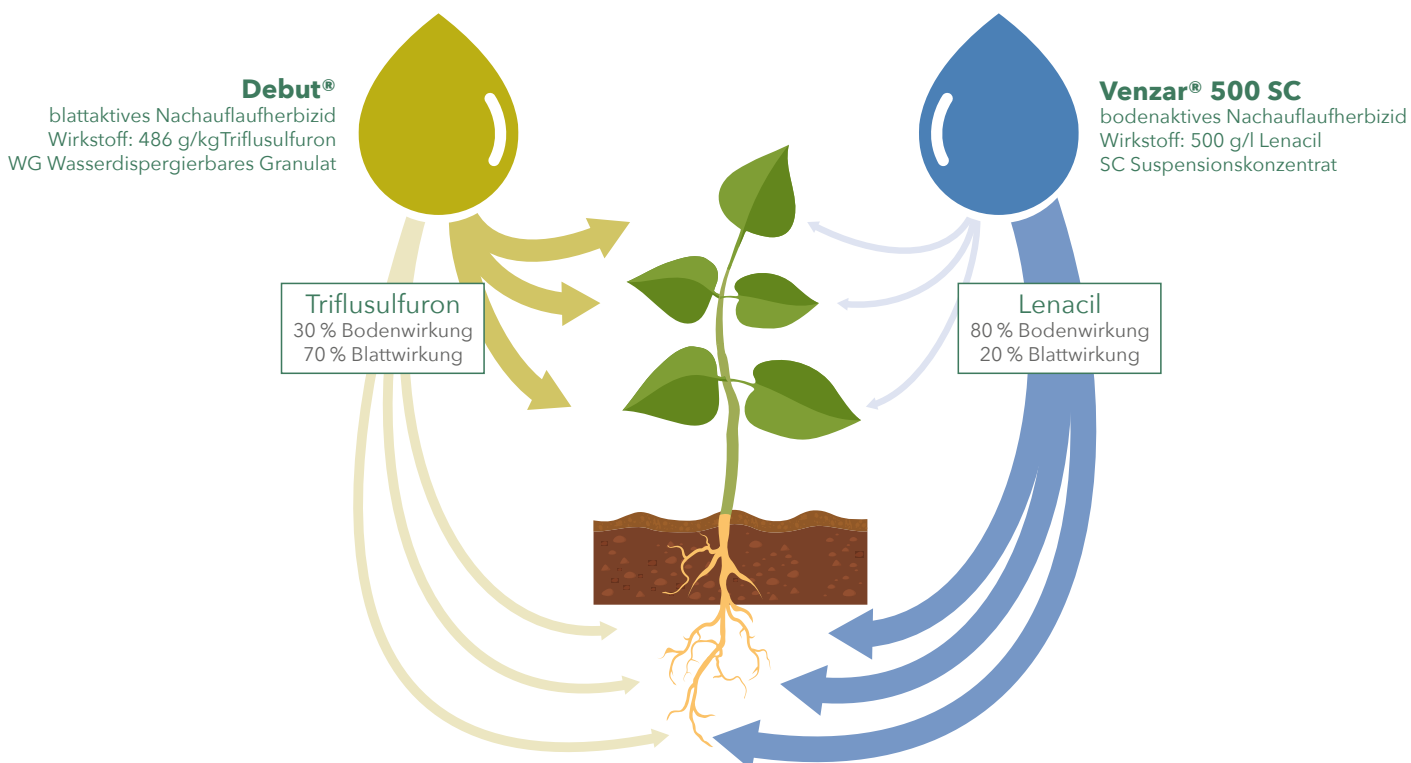 Debut®
blattaktives Nachauflaufherbizid
Wirkstoff: 486 g/kgTriflusulfuron
WG Wasserdispergierbares Granulat
Venzar® 500 SC
bodenaktives Nachauflaufherbizid
Wirkstoff: 500 g/l Lenacil
SC Suspensionskonzentrat
Triflusulfuron
30 % Bodenwirkung
70 % Blattwirkung
Lenacil
80 % Bodenwirkung
20 % Blattwirkung